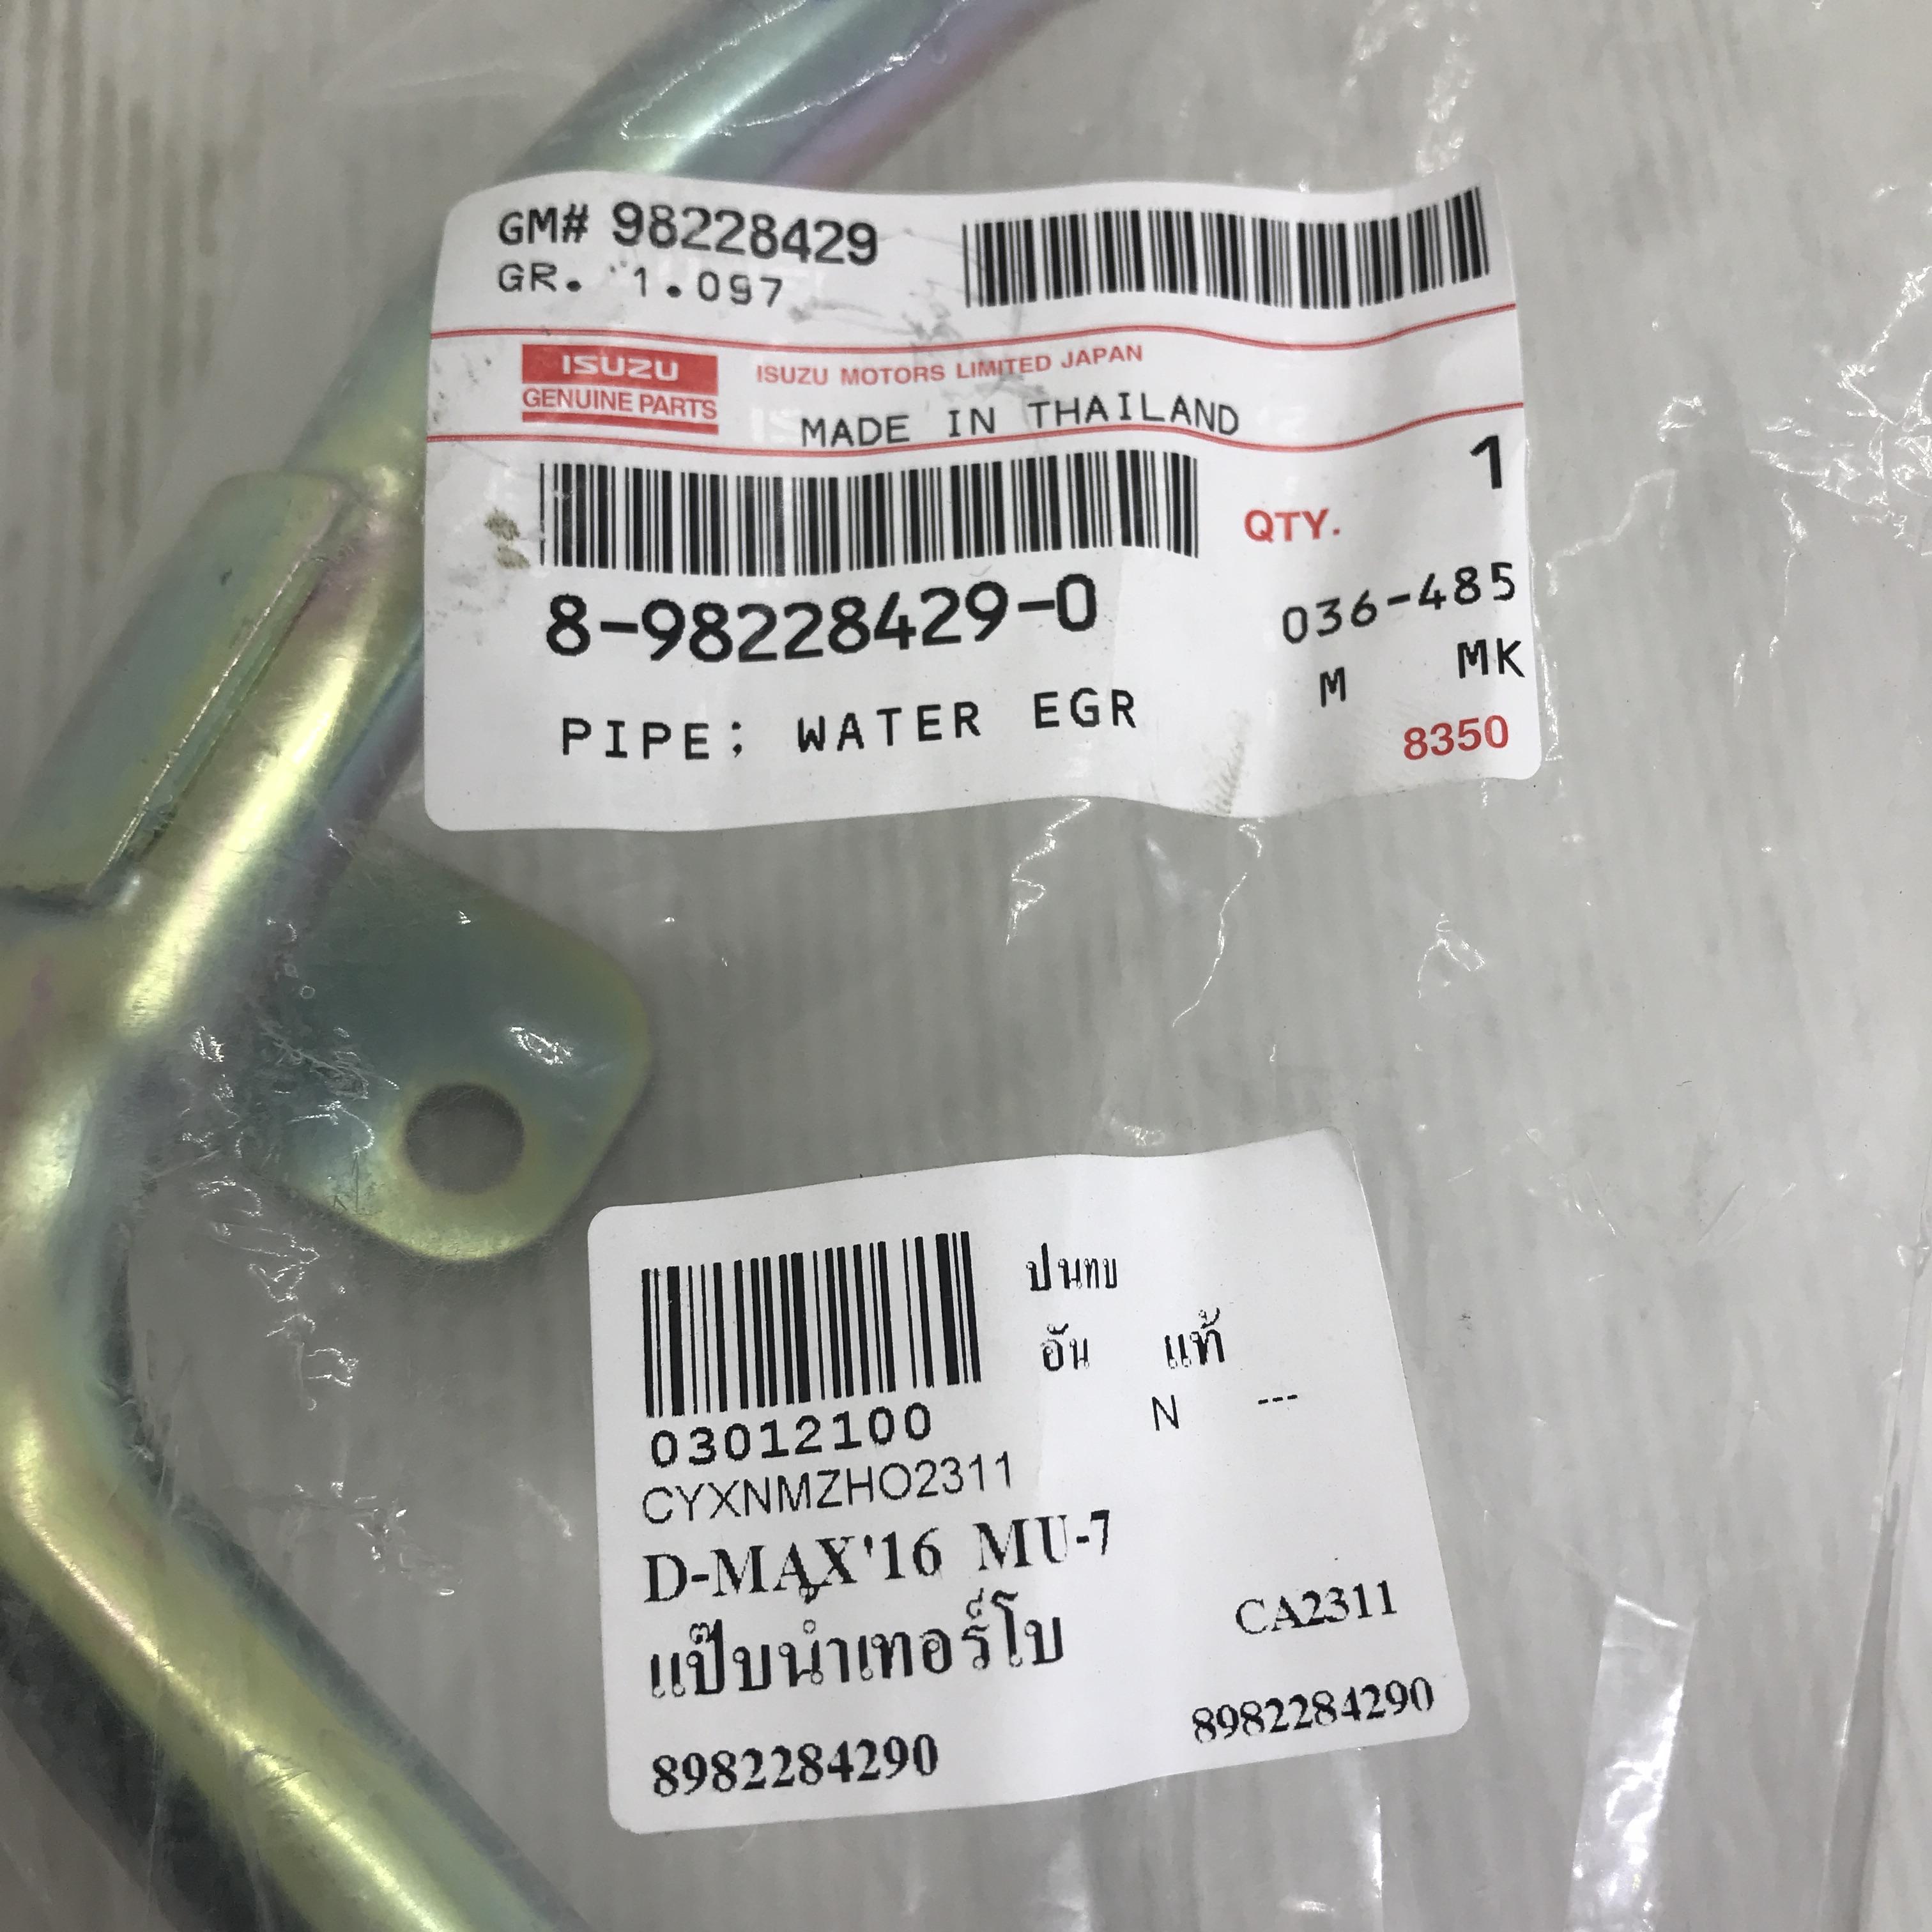 GM# 98228429
GR. 1.097
ISUZU
GENUINE PARTS
ISUZU MOTORS LIMITED JAPAN
MADE IN THAILAND
QTY. 1
8-98228429-0
036-485
M MK
PIPE; WATER EGR
8350
ปนทบ
อัน แท้
N ---
03012100
CYXNMZHO2311
D-MAX'16 MU-7
แป๊บน้ำเทอร์โบ
CA2311
8982284290
8982284290